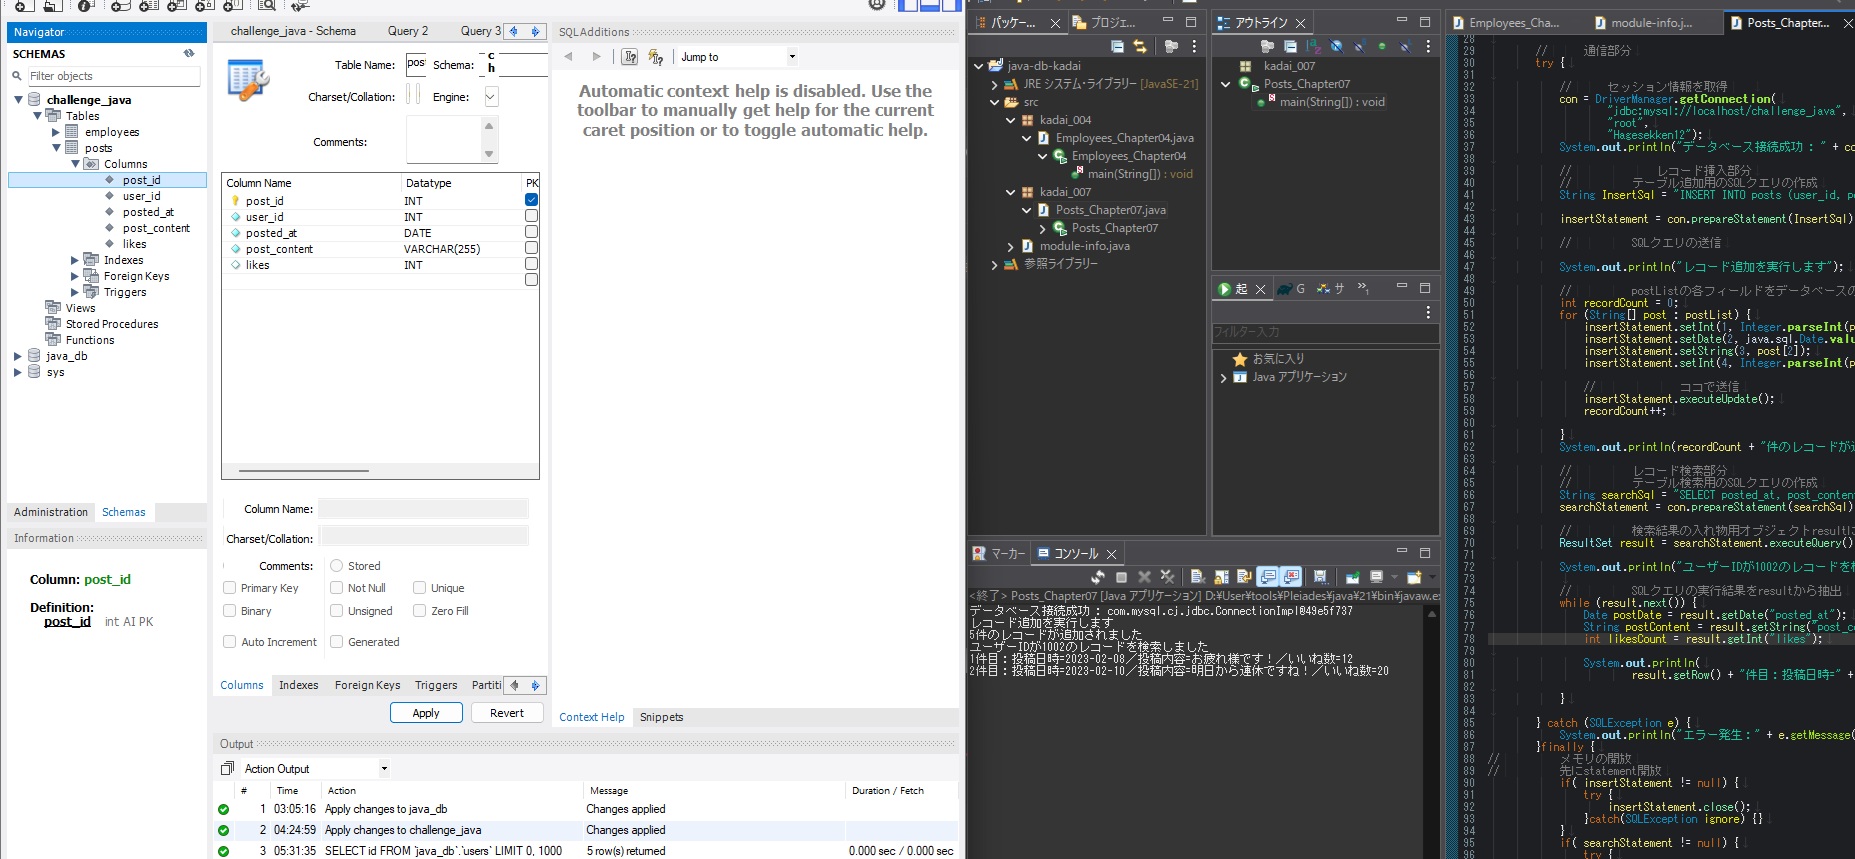 Navigator
SCHEMAS
Filter objects
challenge_java
Tables
employees
posts
Columns
post_id
user_id
posted_at
post_content
likes
Indexes
Foreign Keys
Triggers
Views
Stored Procedures
Functions
java_db
sys
Administration
Schemas
Information
Column: post_id
Definition:
post_id int AI PK
challenge_java - Schema
Query 2
Query 3
Table Name:
post
Schema:
c
h
Charset/Collation:
Engine:
Comments:
Column Name Datatype PK
post_id INT
user_id INT
posted_at DATE
post_content VARCHAR(255)
likes INT
Column Name:
Charset/Collation:
Comments:
Stored
Primary Key
Not Null
Unique
Binary
Unsigned
Zero Fill
Auto Increment
Generated
Columns
Indexes
Foreign Keys
Triggers
Partiti
Apply
Revert
SQLAdditions
Jump to
Automatic context help is disabled. Use the
toolbar to manually get help for the current
caret position or to toggle automatic help.
Context Help
Snippets
Output
Action Output
# Time Action Message Duration / Fetch
1 03:05:16 Apply changes to java_db Changes applied
2 04:24:59 Apply changes to challenge_java Changes applied
3 05:31:35 SELECT id FROM `java_db`.`users` LIMIT 0, 1000 5 row(s) returned 0.000 sec / 0.000 sec
パッケー...
プロジェ...
java-db-kadai
JRE システム・ライブラリー [JavaSE-21]
src
kadai_004
Employees_Chapter04.java
Employees_Chapter04
main(String[]) : void
kadai_007
Posts_Chapter07.java
Posts_Chapter07
module-info.java
参照ライブラリー
アウトライン
kadai_007
Posts_Chapter07
main(String[]) : void
起
G
サ
フィルター入力
お気に入り
Java アプリケーション
マーカー
コンソール
<終了> Posts_Chapter07 [Java アプリケーション] D:¥User¥tools¥Pleiades¥java¥21¥bin¥javaw.ex
データベース接続成功：com.mysql.cj.jdbc.ConnectionImpl@49e5f737
レコード追加を実行します
5件のレコードが追加されました
ユーザーIDが1002のレコードを検索しました
1件目：投稿日時=2023-02-08／投稿内容=お疲れ様です！／いいね数=12
2件目：投稿日時=2023-02-10／投稿内容=明日から連休ですね！／いいね数=20
Employees_Cha...
module-info.j...
Posts_Chapter...
28
29 // 通信部分
30 try {
31
32 // セッション情報を取得
33 con = DriverManager.getConnection(
34 "jdbc:mysql://localhost/challenge_java",
35 "root",
36 "Hagesekken12");
37 System.out.println("データベース接続成功：" + co
38
39 // レコード挿入部分
40 // テーブル追加用のSQLクエリの作成
41 String InsertSql = "INSERT INTO posts (user_id, po
42
43 insertStatement = con.prepareStatement(InsertSql)
44
45 // SQLクエリの送信
46
47 System.out.println("レコード追加を実行します");
48
49 // postListの各フィールドをデータベースの
50 int recordCount = 0;
51 for (String[] post : postList) {
52 insertStatement.setInt(1, Integer.parseInt(p
53 insertStatement.setDate(2, java.sql.Date.valu
54 insertStatement.setString(3, post[2]);
55 insertStatement.setInt(4, Integer.parseInt(p
56
57 // ココで送信
58 insertStatement.executeUpdate();
59 recordCount++;
60
61 }
62 System.out.println(recordCount + "件のレコードが追
63
64 // レコード検索部分
65 // テーブル検索用のSQLクエリの作成
66 String searchSql = "SELECT posted_at, post_content
67 searchStatement = con.prepareStatement(searchSql)
68
69 // 検索結果の入れ物用オブジェクトresultに
70 ResultSet result = searchStatement.executeQuery()
71
72 System.out.println("ユーザーIDが1002のレコードを検
73
74 // SQLクエリの実行結果をresultから抽出
75 while (result.next()) {
76 Date postDate = result.getDate("posted_at");
77 String postContent = result.getString("post_co
78 int likesCount = result.getInt("likes");
79
80 System.out.println(
81 result.getRow() + "件目：投稿日時=" +
82
83 }
84
85 } catch (SQLException e) {
86 System.out.println("エラー発生：" + e.getMessage(
87 }finally {
88 // メモリの開放
89 // 先にstatement開放
90 if( insertStatement != null) {
91 try {
92 insertStatement.close();
93 }catch(SQLException ignore) {}
94 }
95 if( searchStatement != null) {
96 try {